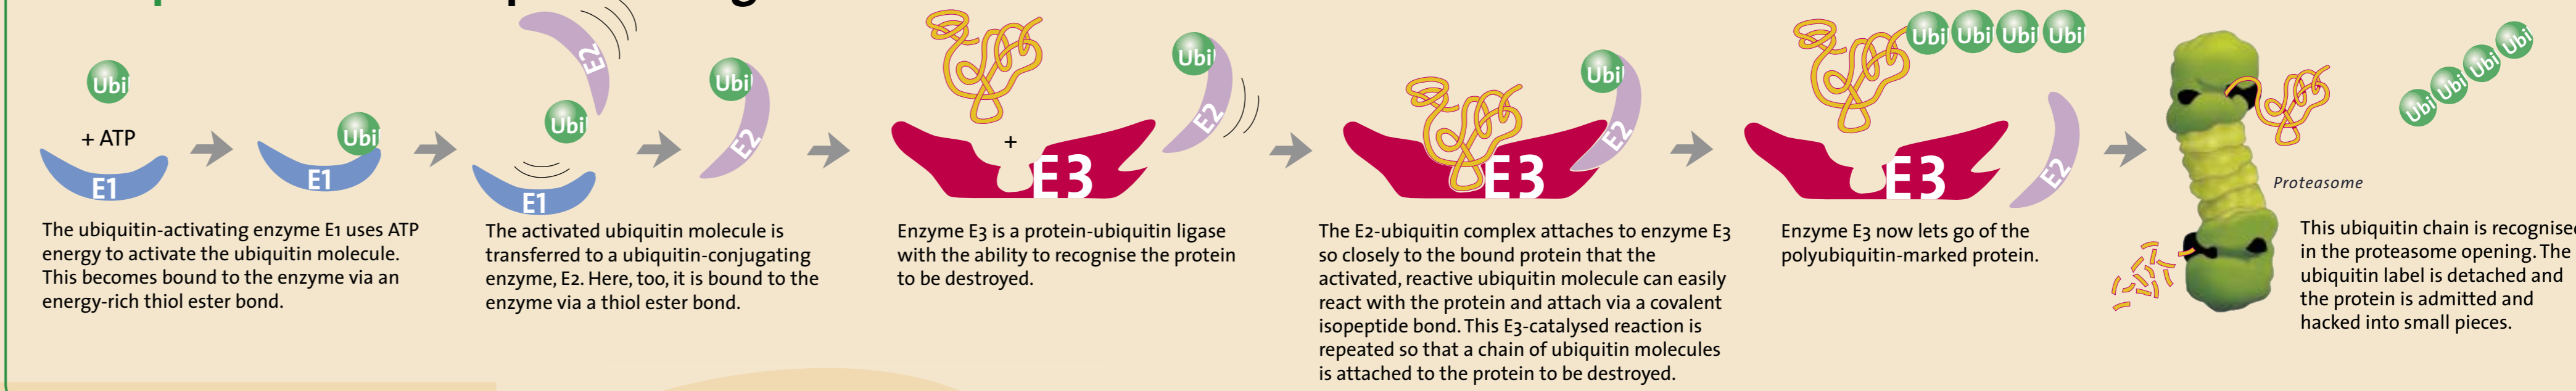 Ubi
+ ATP
E1
Ubi
E1
E2
Ubi
E1
Ubi
E2
+
E3
Ubi
E2
Ubi
E2
E3
Ubi Ubi Ubi Ubi
E3
E2
Ubi Ubi Ubi Ubi
Proteasome
The ubiquitin-activating enzyme E1 uses ATP
energy to activate the ubiquitin molecule.
This becomes bound to the enzyme via an
energy-rich thiol ester bond.
The activated ubiquitin molecule is
transferred to a ubiquitin-conjugating
enzyme, E2. Here, too, it is bound to the
enzyme via a thiol ester bond.
Enzyme E3 is a protein-ubiquitin ligase
with the ability to recognise the protein
to be destroyed.
The E2-ubiquitin complex attaches to enzyme E3
so closely to the bound protein that the
activated, reactive ubiquitin molecule can easily
react with the protein and attach via a covalent
isopeptide bond. This E3-catalysed reaction is
repeated so that a chain of ubiquitin molecules
is attached to the protein to be destroyed.
Enzyme E3 now lets go of the
polyubiquitin-marked protein.
This ubiquitin chain is recognised
in the proteasome opening. The
ubiquitin label is detached and
the protein is admitted and
hacked into small pieces.